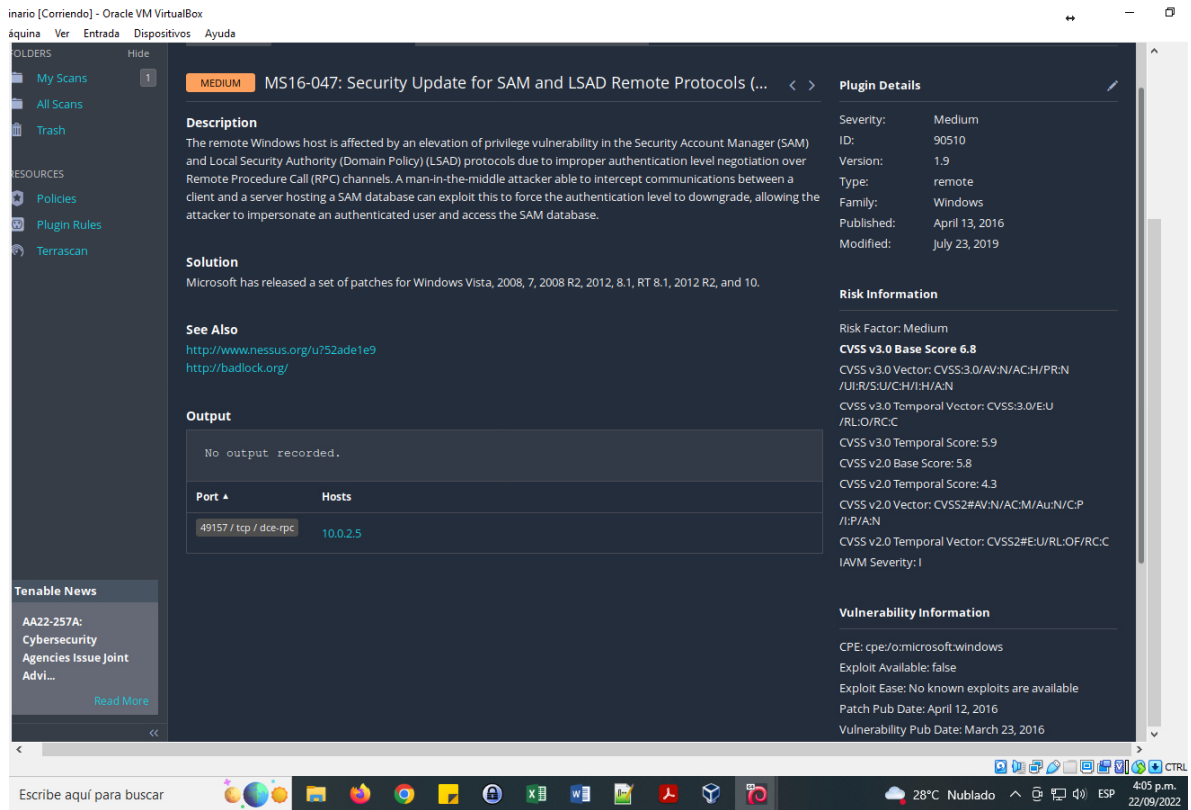 inario [Corriendo] - Oracle VM VirtualBox
áquina Ver Entrada Dispositivos Ayuda
OLDERS Hide
My Scans 1
All Scans
Trash
RESOURCES
Policies
Plugin Rules
Terrascan
Tenable News
AA22-257A:
Cybersecurity
Agencies Issue Joint
Advi...
Read More
MEDIUM MS16-047: Security Update for SAM and LSAD Remote Protocols (...
Description
The remote Windows host is affected by an elevation of privilege vulnerability in the Security Account Manager (SAM)
and Local Security Authority (Domain Policy) (LSAD) protocols due to improper authentication level negotiation over
Remote Procedure Call (RPC) channels. A man-in-the-middle attacker able to intercept communications between a
client and a server hosting a SAM database can exploit this to force the authentication level to downgrade, allowing the
attacker to impersonate an authenticated user and access the SAM database.
Solution
Microsoft has released a set of patches for Windows Vista, 2008, 7, 2008 R2, 2012, 8.1, RT 8.1, 2012 R2, and 10.
See Also
http://www.nessus.org/u?52ade1e9
http://badlock.org/
Output
No output recorded.
Port Hosts
49157 / tcp / dce-rpc 10.0.2.5
Plugin Details
Severity: Medium
ID: 90510
Version: 1.9
Type: remote
Family: Windows
Published: April 13, 2016
Modified: July 23, 2019
Risk Information
Risk Factor: Medium
CVSS v3.0 Base Score 6.8
CVSS v3.0 Vector: CVSS:3.0/AV:N/AC:H/PR:N
/UI:R/S:U/C:H/I:H/A:N
CVSS v3.0 Temporal Vector: CVSS:3.0/E:U
/RL:O/RC:C
CVSS v3.0 Temporal Score: 5.9
CVSS v2.0 Base Score: 5.8
CVSS v2.0 Temporal Score: 4.3
CVSS v2.0 Vector: CVSS2#AV:N/AC:M/Au:N/C:P
/I:P/A:N
CVSS v2.0 Temporal Vector: CVSS2#E:U/RL:OF/RC:C
IAVM Severity: I
Vulnerability Information
CPE: cpe:/o:microsoft:windows
Exploit Available: false
Exploit Ease: No known exploits are available
Patch Pub Date: April 12, 2016
Vulnerability Pub Date: March 23, 2016
CTRL
Escribe aquí para buscar
28°C Nublado ESP
4:05 p.m.
22/09/2022